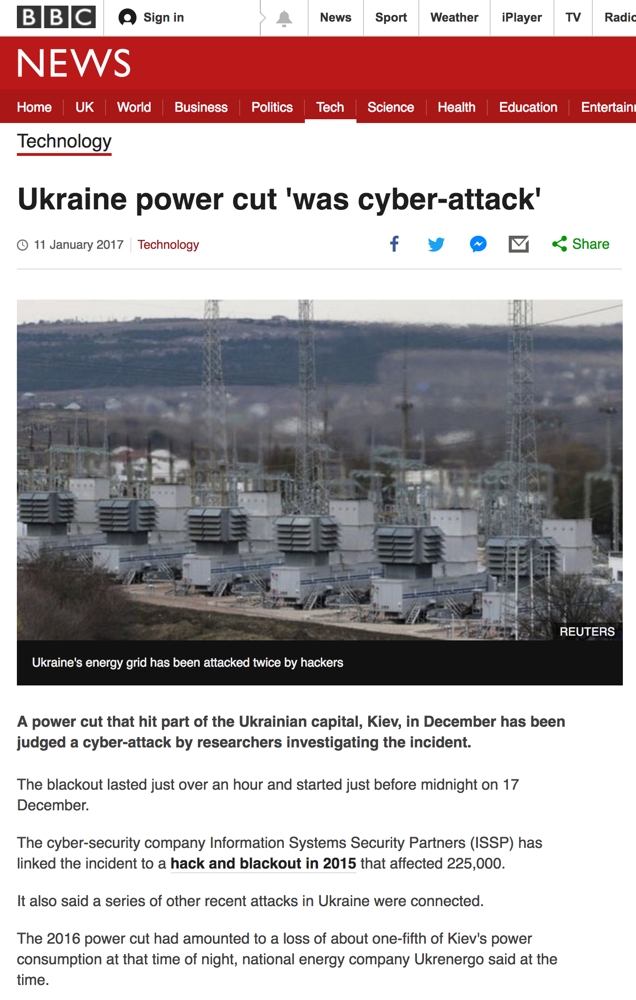 BBC
Sign in
News
Sport
Weather
iPlayer
TV
Radio
NEWS
Home
UK
World
Business
Politics
Tech
Science
Health
Education
Entertainm
Technology
Ukraine power cut 'was cyber-attack'
11 January 2017
Technology
Share
REUTERS
Ukraine's energy grid has been attacked twice by hackers
A power cut that hit part of the Ukrainian capital, Kiev, in December has been
judged a cyber-attack by researchers investigating the incident.
The blackout lasted just over an hour and started just before midnight on 17
December.
The cyber-security company Information Systems Security Partners (ISSP) has
linked the incident to a hack and blackout in 2015 that affected 225,000.
It also said a series of other recent attacks in Ukraine were connected.
The 2016 power cut had amounted to a loss of about one-fifth of Kiev's power
consumption at that time of night, national energy company Ukrenergo said at the
time.